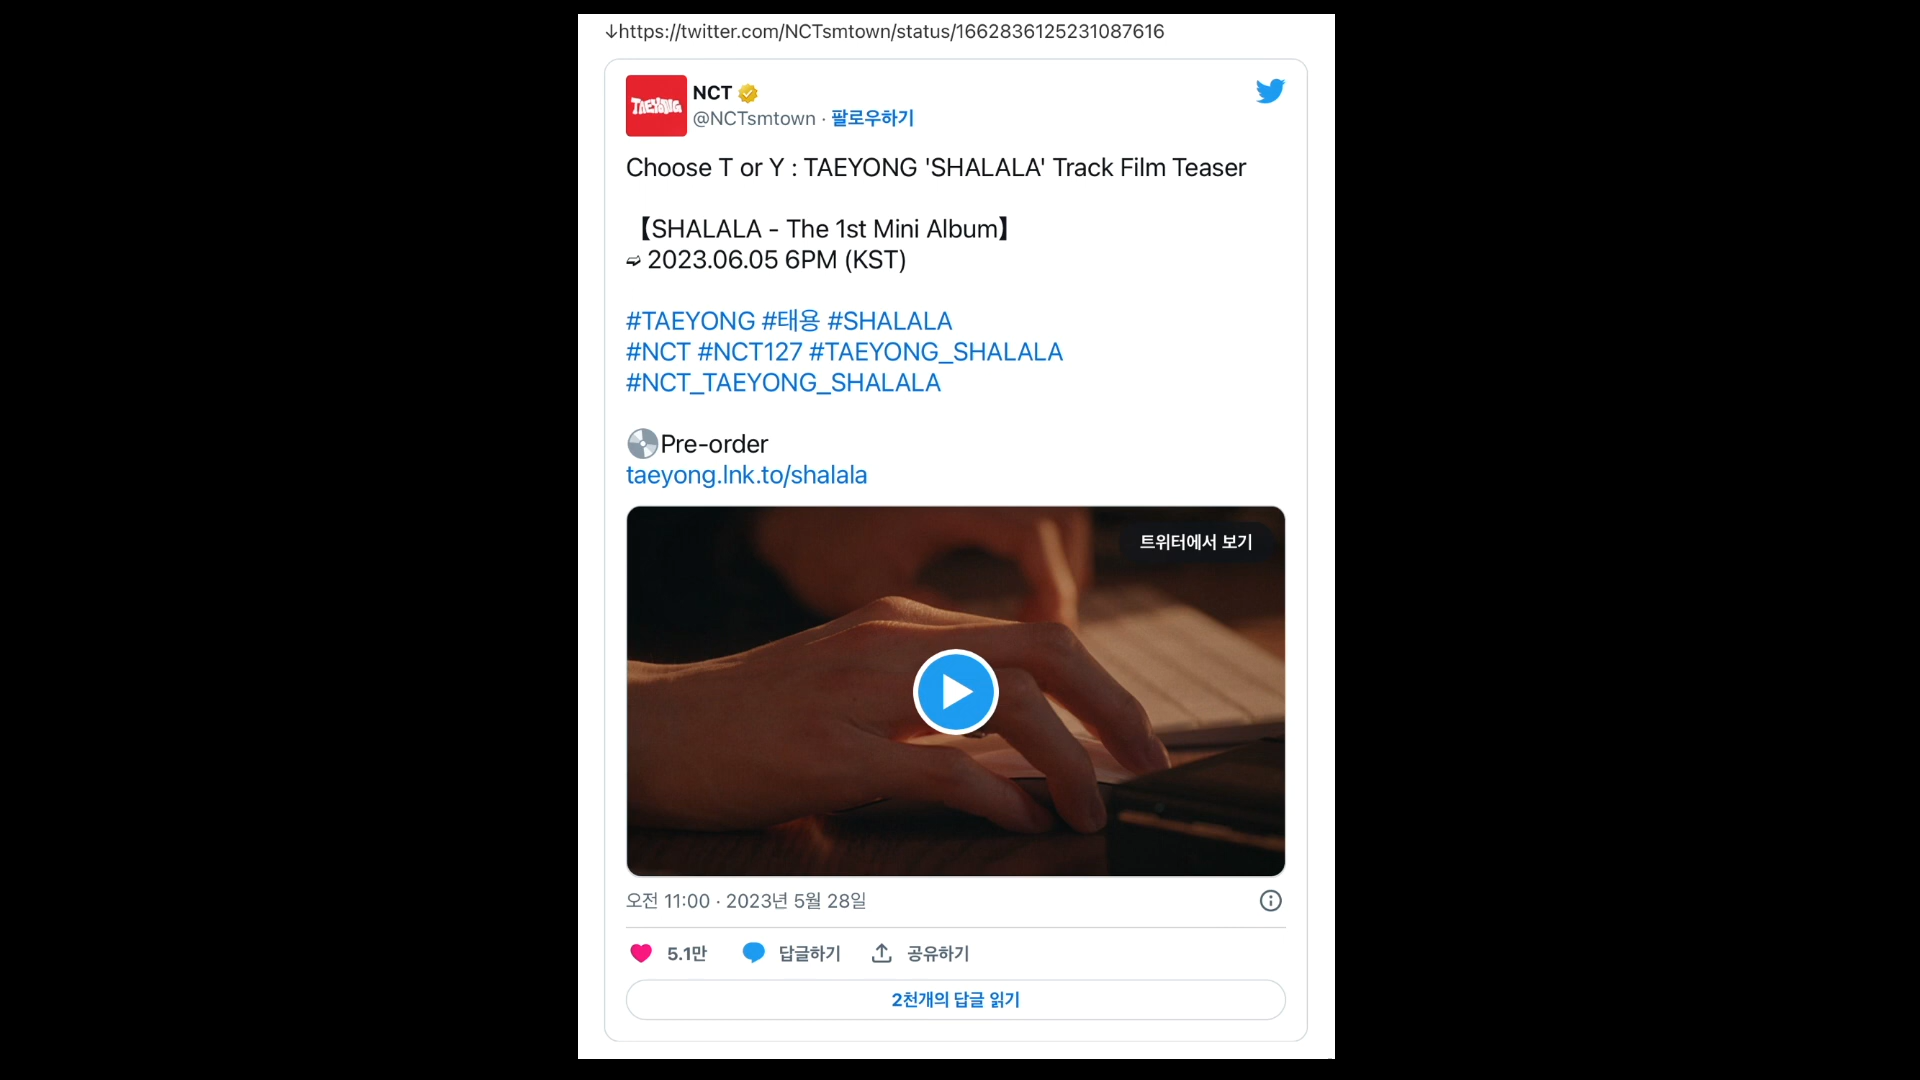 ↓https://twitter.com/NCTsmtown/status/1662836125231087616
TAEYONG
NCT
@NCTsmtown · 팔로우하기
Choose T or Y : TAEYONG 'SHALALA' Track Film Teaser
【SHALALA - The 1st Mini Album】
➫ 2023.06.05 6PM (KST)
#TAEYONG #태용 #SHALALA
#NCT #NCT127 #TAEYONG_SHALALA
#NCT_TAEYONG_SHALALA
💿Pre-order
taeyong.lnk.to/shalala
트위터에서 보기
오전 11:00 · 2023년 5월 28일
5.1만 답글하기 공유하기
2천개의 답글 읽기